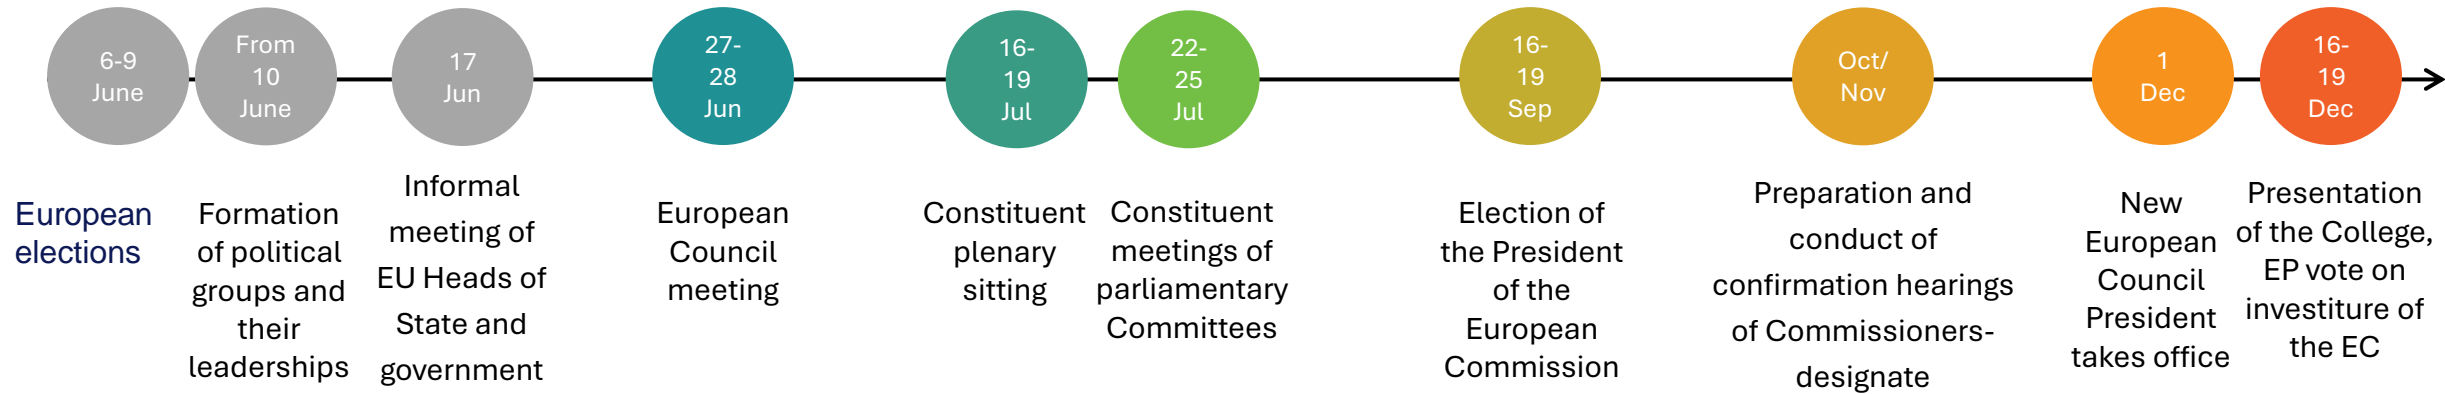 6-9
June
From
10
June
17
Jun
27-
28
Jun
16-
19
Jul
22-
25
Jul
16-
19
Sep
Oct/
Nov
1
Dec
16-
19
Dec
European
elections
Formation
of political
groups and
their
leaderships
Informal
meeting of
EU Heads of
State and
government
European
Council
meeting
Constituent
plenary
sitting
Constituent
meetings of
parliamentary
Committees
Election of
the President
of the
European
Commission
Preparation and
conduct of
confirmation hearings
of Commissioners-
designate
New
European
Council
President
takes office
Presentation
of the College,
EP vote on
investiture of
the EC